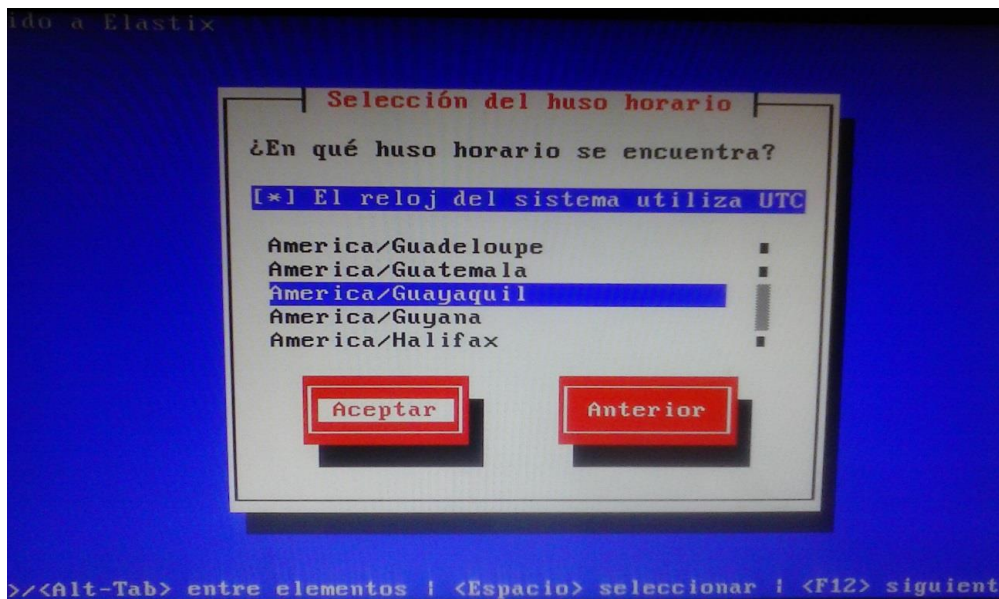 ido a Elastix
Selección del huso horario
¿En qué huso horario se encuentra?
[*] El reloj del sistema utiliza UTC
America/Guadeloupe
America/Guatemala
America/Guayaquil
America/Guyana
America/Halifax
Aceptar
Anterior
>/<Alt-Tab> entre elementos | <Espacio> seleccionar | <F12> siguient